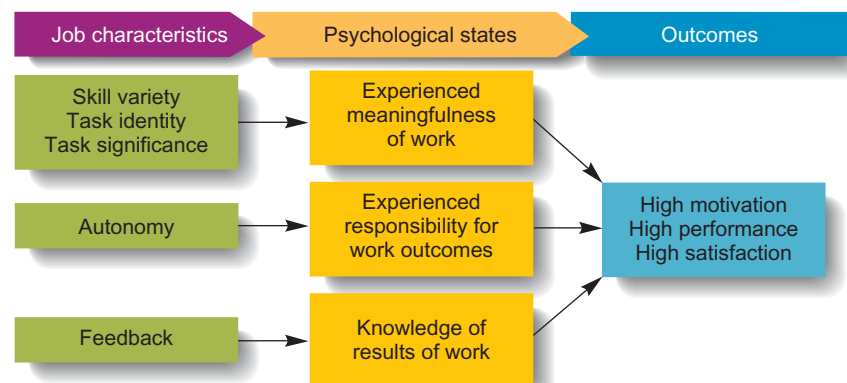 Job characteristics
Psychological states
Outcomes
Skill variety
Task identity
Task significance
Experienced
meaningfulness
of work
Autonomy
Experienced
responsibility for
work outcomes
High motivation
High performance
High satisfaction
Feedback
Knowledge of
results of work